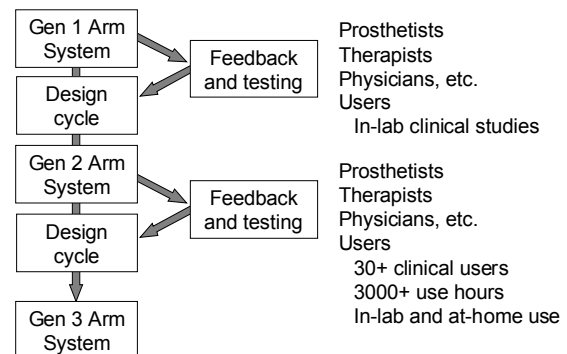 Gen 1 Arm
System
Feedback
and testing
Prosthetists
Therapists
Physicians, etc.
Users
In-lab clinical studies
Design
cycle
Gen 2 Arm
System
Feedback
and testing
Prosthetists
Therapists
Physicians, etc.
Users
30+ clinical users
3000+ use hours
In-lab and at-home use
Design
cycle
Gen 3 Arm
System